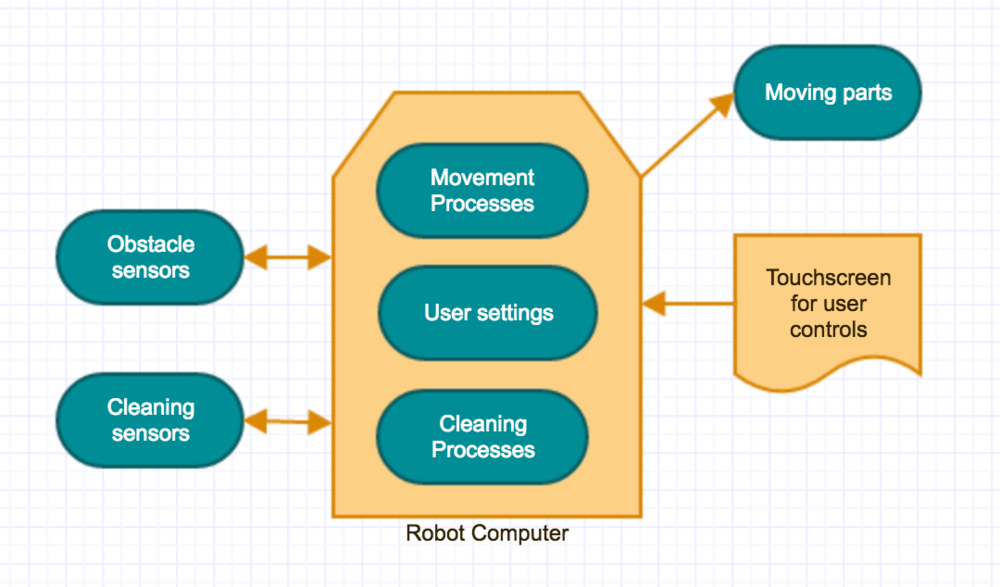 Moving parts
Movement
Processes
Obstacle
sensors
User settings
Touchscreen
for user
controls
Cleaning
sensors
Cleaning
Processes
Robot Computer